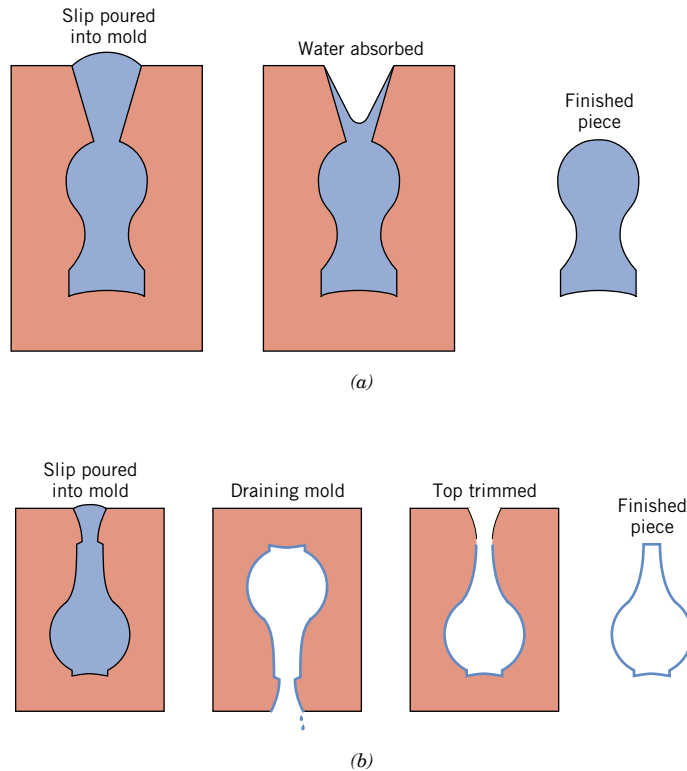 Slip poured
into mold
Water absorbed
Finished
piece
(a)
Slip poured
into mold
Draining mold
Top trimmed
Finished
piece
(b)